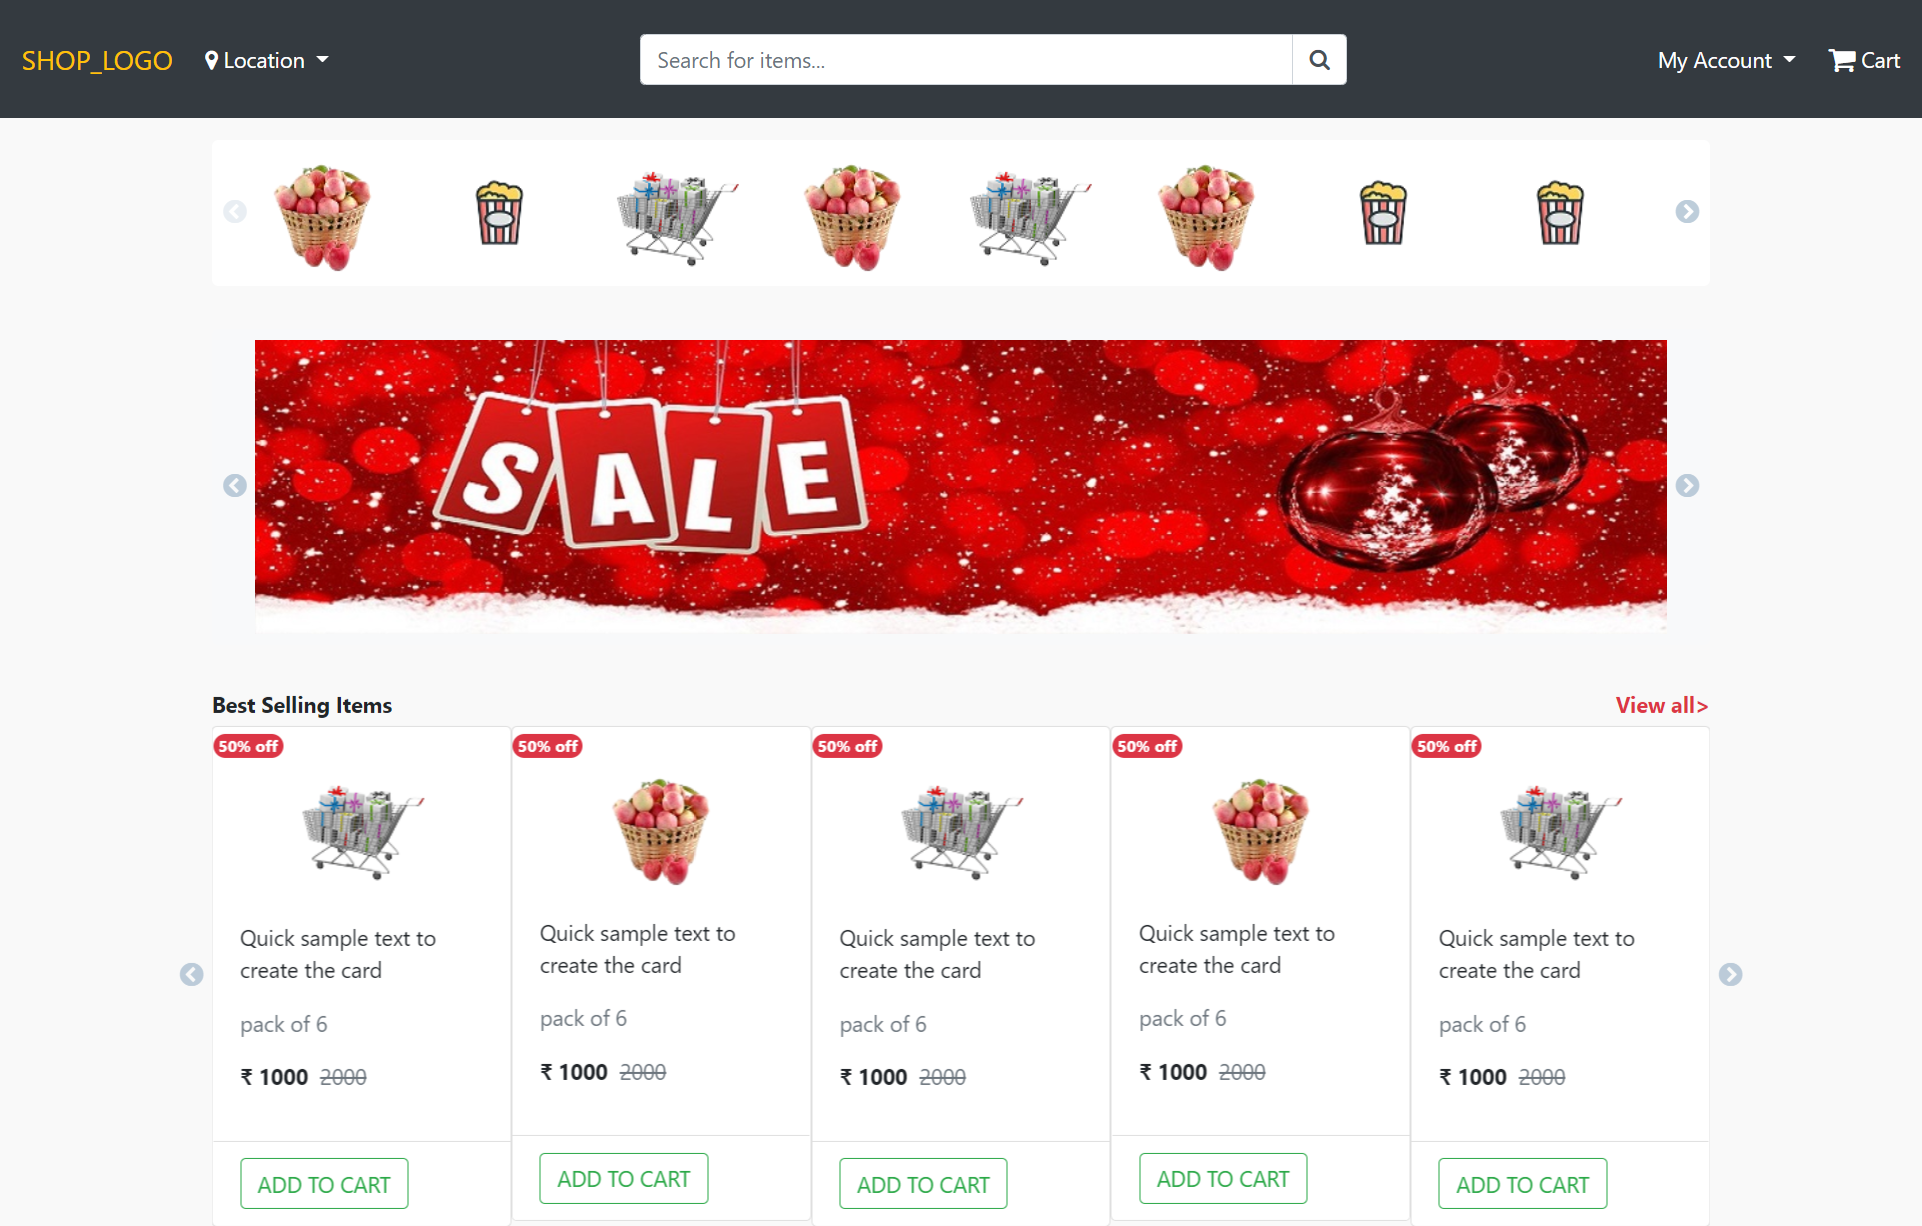 SHOP_LOGO
Location
Search for items...
My Account
Cart
SALE
Best Selling Items
View all>
50% off
Quick sample text to
create the card
pack of 6
₹ 1000 2000
ADD TO CART
50% off
Quick sample text to
create the card
pack of 6
₹ 1000 2000
ADD TO CART
50% off
Quick sample text to
create the card
pack of 6
₹ 1000 2000
ADD TO CART
50% off
Quick sample text to
create the card
pack of 6
₹ 1000 2000
ADD TO CART
50% off
Quick sample text to
create the card
pack of 6
₹ 1000 2000
ADD TO CART